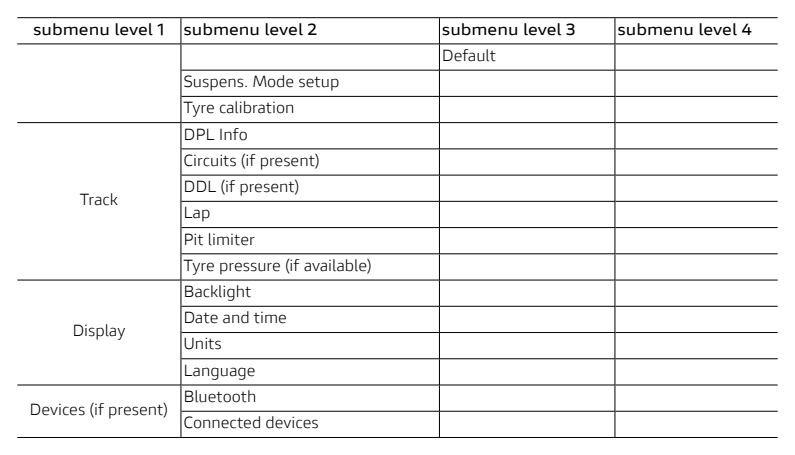 submenu level 1 submenu level 2 submenu level 3 submenu level 4
Default
Suspens. Mode setup
Tyre calibration
Track
DPL Info
Circuits (if present)
DDL (if present)
Lap
Pit limiter
Tyre pressure (if available)
Display
Backlight
Date and time
Units
Language
Devices (if present)
Bluetooth
Connected devices